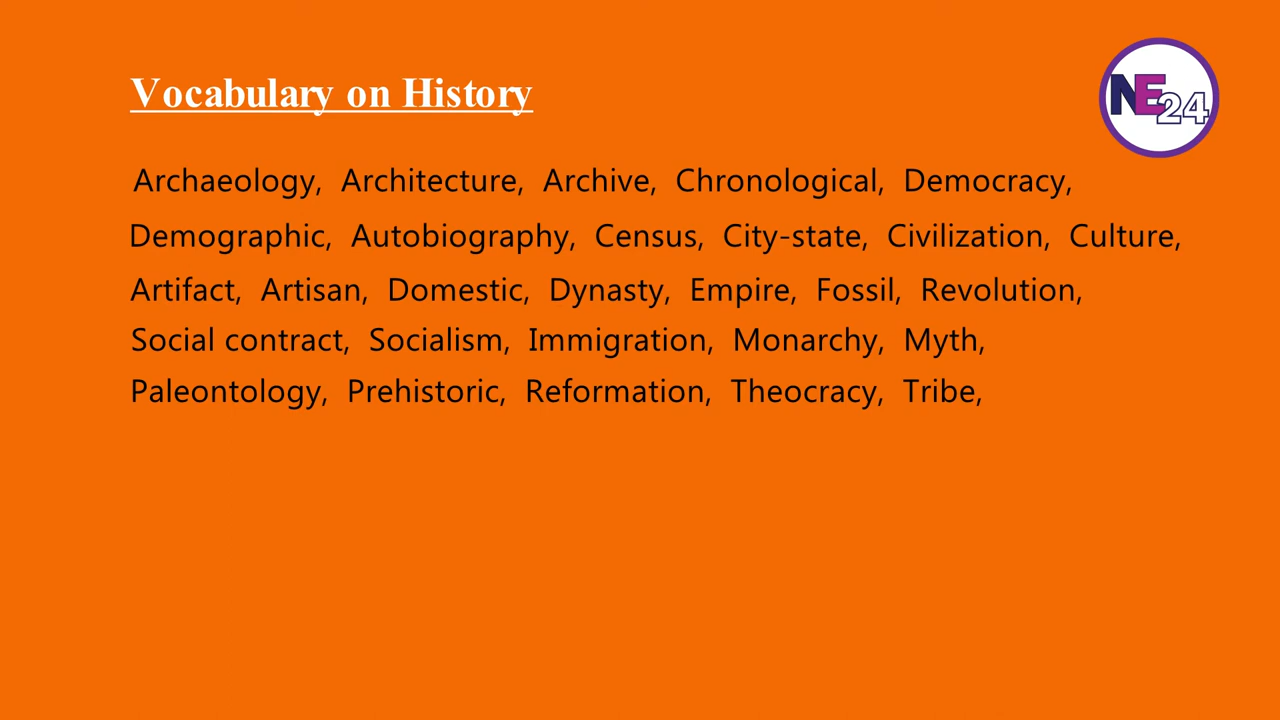 Vocabulary on History
NE24
Archaeology, Architecture, Archive, Chronological, Democracy,
Demographic, Autobiography, Census, City-state, Civilization, Culture,
Artifact, Artisan, Domestic, Dynasty, Empire, Fossil, Revolution,
Social contract, Socialism, Immigration, Monarchy, Myth,
Paleontology, Prehistoric, Reformation, Theocracy, Tribe,